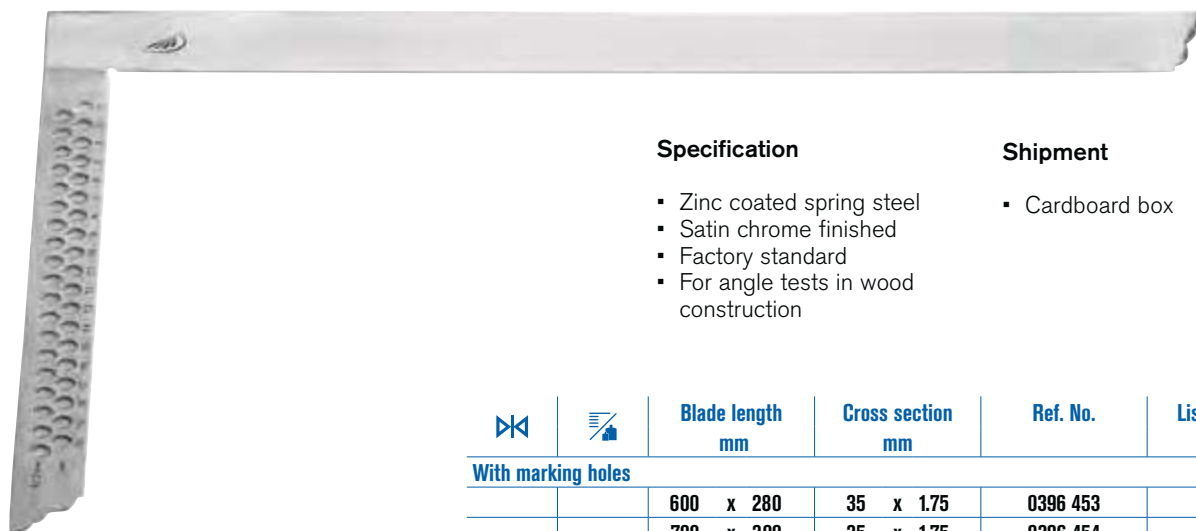 Specification
▪ Zinc coated spring steel
▪ Satin chrome finished
▪ Factory standard
▪ For angle tests in wood
construction
Shipment
▪ Cardboard box
Blade length Cross section Ref. No.
mm mm
With marking holes
600 x 280 35 x 1.75 0396 453